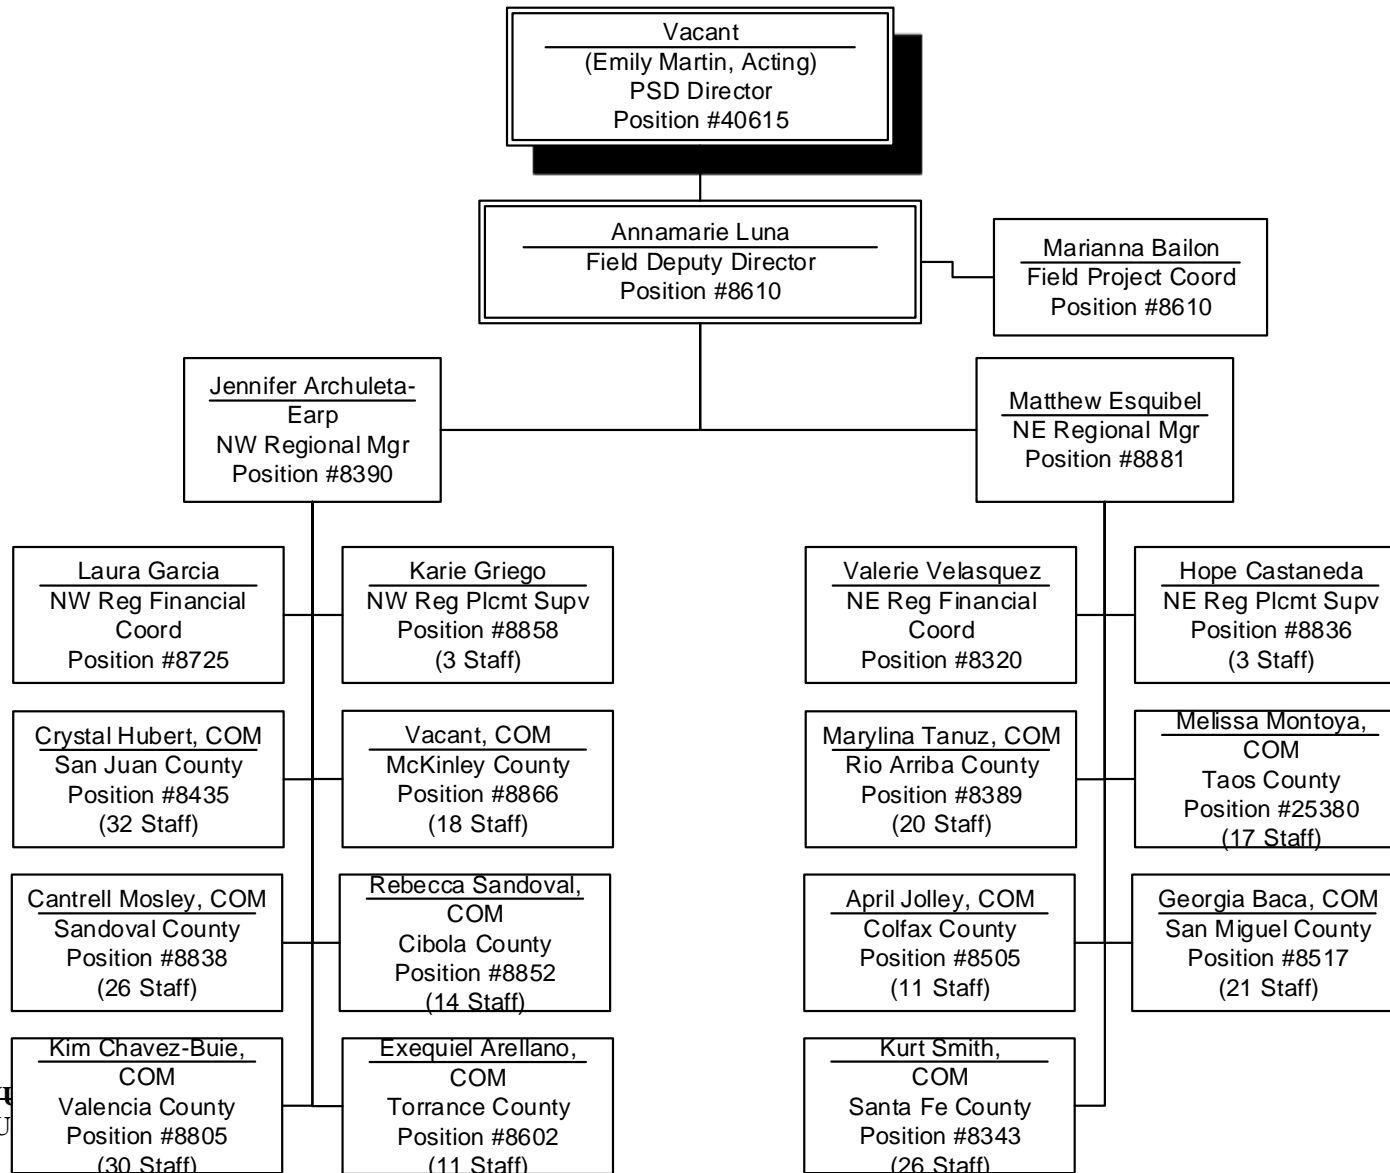 Vacant
(Emily Martin, Acting)
PSD Director
Position #40615
Annamarie Luna
Field Deputy Director
Position #8610
Marianna Bailon
Field Project Coord
Position #8610
Jennifer Archuleta-
Earp
NW Regional Mgr
Position #8390
Matthew Esquibel
NE Regional Mgr
Position #8881
Laura Garcia
NW Reg Financial
Coord
Position #8725
Karie Griego
NW Reg Plcmt Supv
Position #8858
(3 Staff)
Valerie Velasquez
NE Reg Financial
Coord
Position #8320
Hope Castaneda
NE Reg Plcmt Supv
Position #8836
(3 Staff)
Crystal Hubert, COM
San Juan County
Position #8435
(32 Staff)
Vacant, COM
McKinley County
Position #8866
(18 Staff)
Marylina Tanuz, COM
Rio Arriba County
Position #8389
(20 Staff)
Melissa Montoya,
COM
Taos County
Position #25380
(17 Staff)
Cantrell Mosley, COM
Sandoval County
Position #8838
(26 Staff)
Rebecca Sandoval,
COM
Cibola County
Position #8852
(14 Staff)
April Jolley, COM
Colfax County
Position #8505
(11 Staff)
Georgia Baca, COM
San Miguel County
Position #8517
(21 Staff)
Kim Chavez-Buie,
COM
Valencia County
Position #8805
(30 Staff)
Exequiel Arellano,
COM
Torrance County
Position #8602
(11 Staff)
Kurt Smith,
COM
Santa Fe County
Position #8343
(26 Staff)